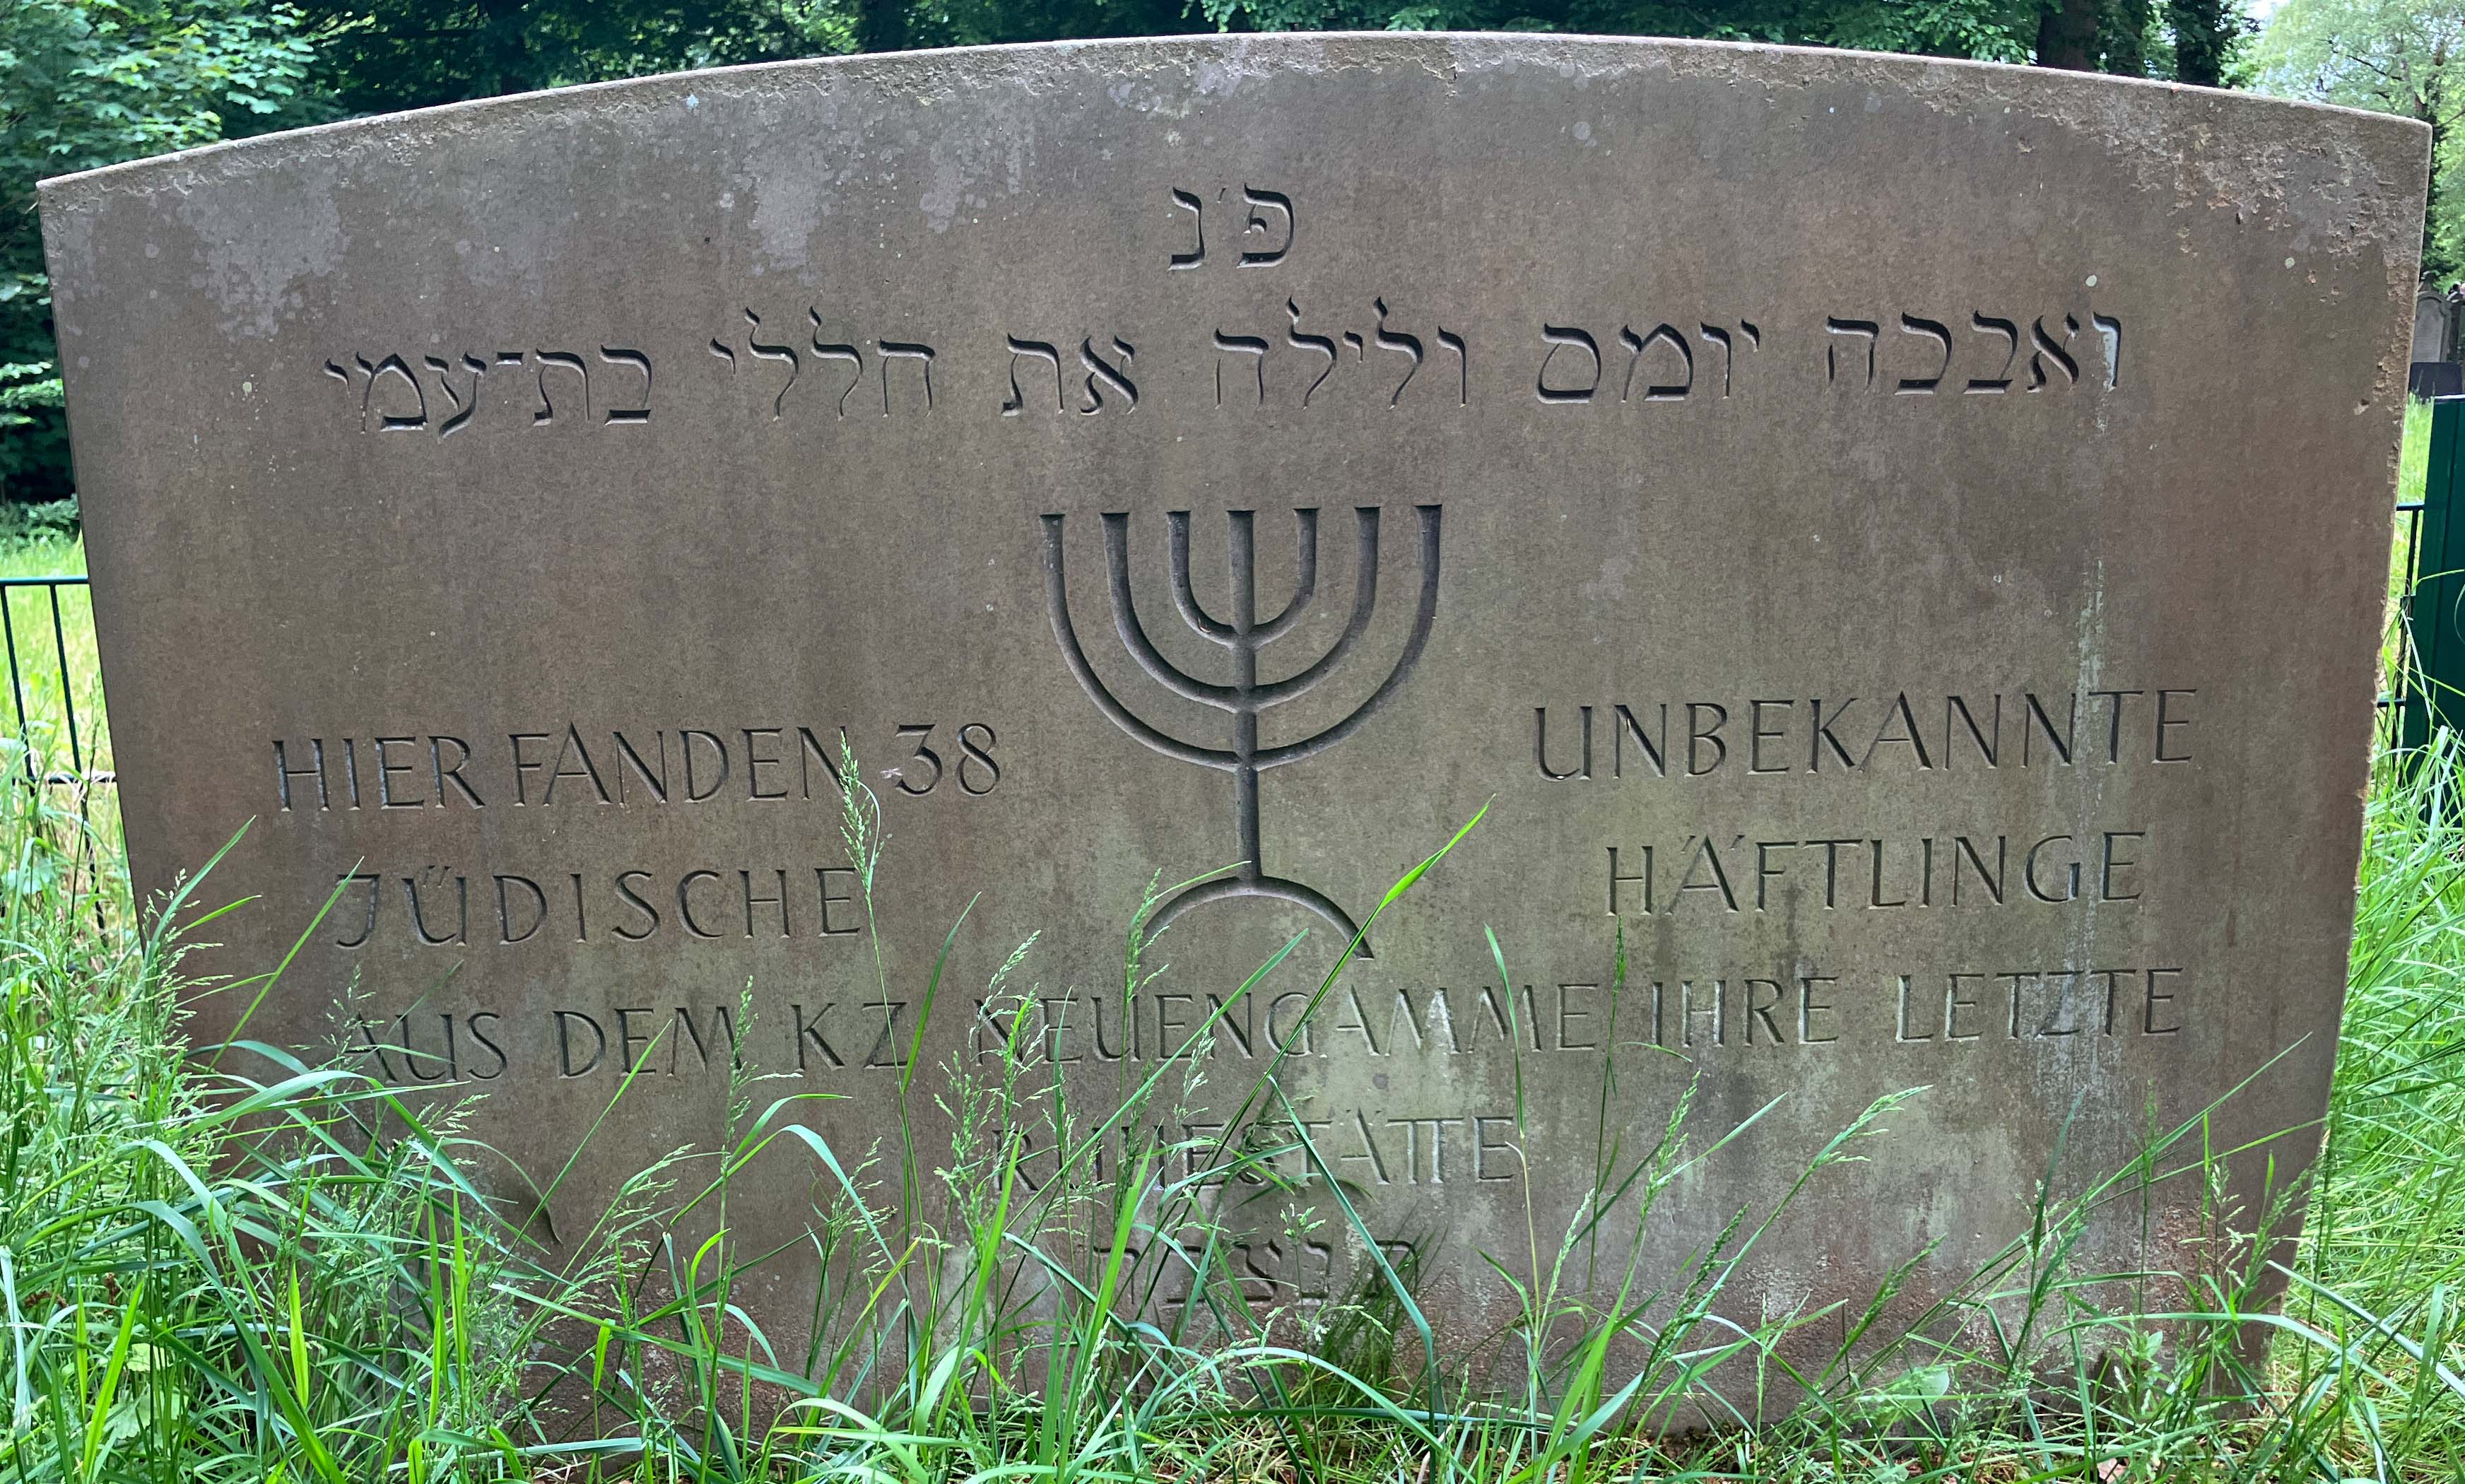 פ'נ
ואבכה יומם ולילה את חללי בת־עמי
HIER FANDEN 38 UNBEKANNTE
JÜDISCHE HÄFTLINGE
AUS DEM KZ NEUENGAMME IHRE LETZTE
RUHESTÄTTE
תנצבה